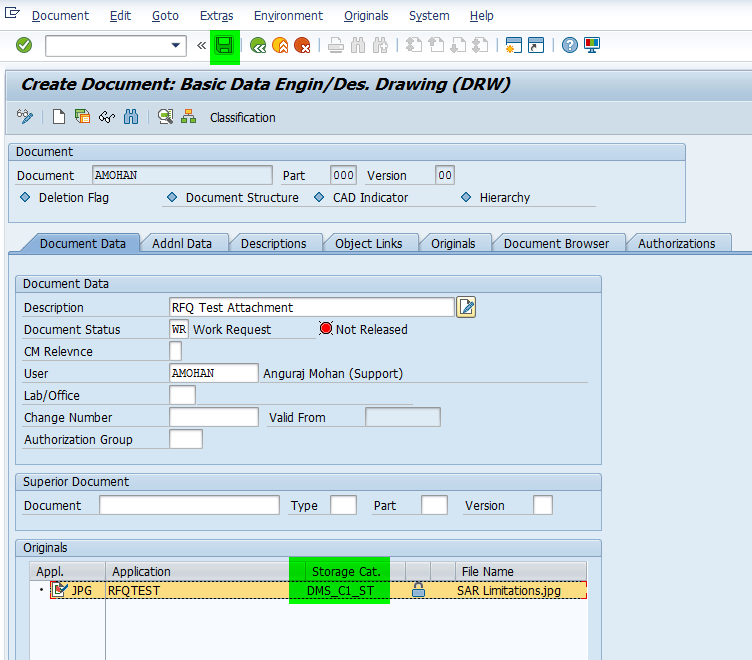 Document Edit Goto Extras Environment Originals System Help
Create Document: Basic Data Engin/Des. Drawing (DRW)
Classification
Document
Document AMOHAN Part 000 Version 00
Deletion Flag Document Structure CAD Indicator Hierarchy
Document Data Addnl Data Descriptions Object Links Originals Document Browser Authorizations
Document Data
Description RFQ Test Attachment
Document Status WR Work Request Not Released
CM Relevnce
User AMOHAN Anguraj Mohan (Support)
Lab/Office
Change Number Valid From
Authorization Group
Superior Document
Document Type Part Version
Originals
Appl. Application Storage Cat. File Name
JPG RFQTEST DMS_C1_ST SAR Limitations.jpg